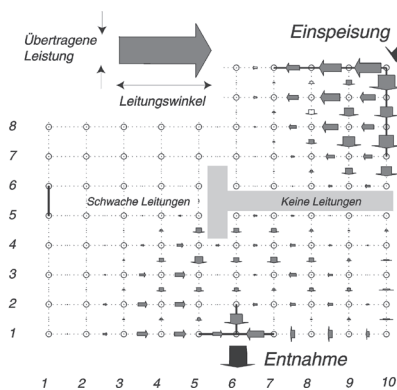 Übertragene
Leistung
Einspeisung
Leitungswinkel
8
7
6
Schwache Leitungen
Keine Leitungen
5
4
3
2
1
Entnahme
1 2 3 4 5 6 7 8 9 10